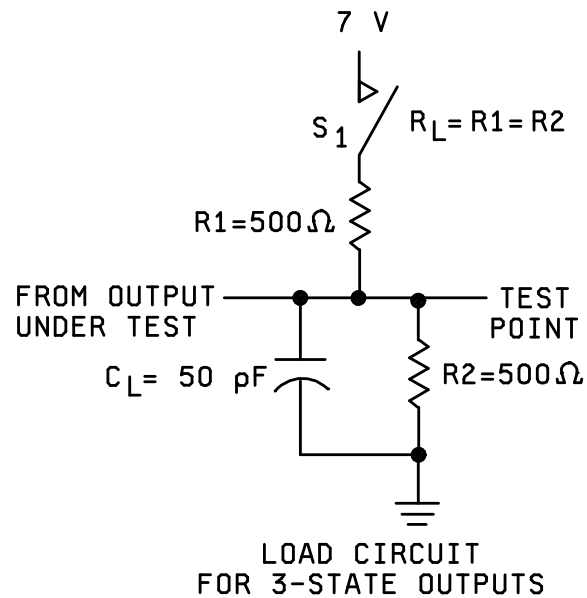 7 V
S1
RL= R1= R2
R1=500Ω
FROM OUTPUT
UNDER TEST
TEST
POINT
CL= 50 pF
R2=500Ω
LOAD CIRCUIT
FOR 3-STATE OUTPUTS